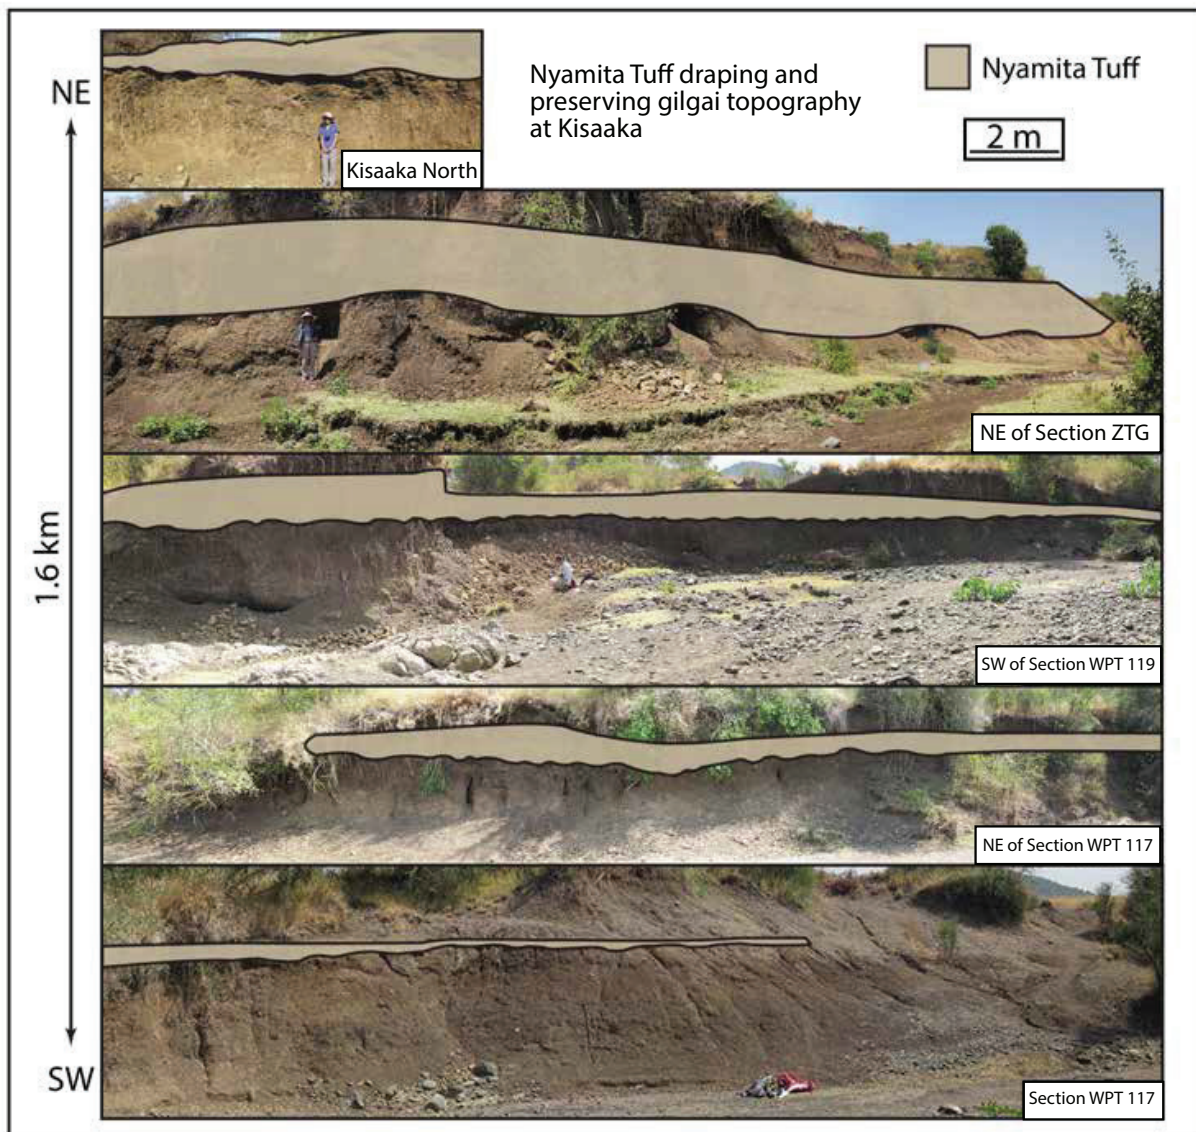 Nyamita Tuff draping and
preserving gilgai topography
at Kisaaka
Nyamita Tuff
2 m
NE
Kisaaka North
NE of Section ZTG
1.6 km
SW of Section WPT 119
NE of Section WPT 117
SW
Section WPT 117